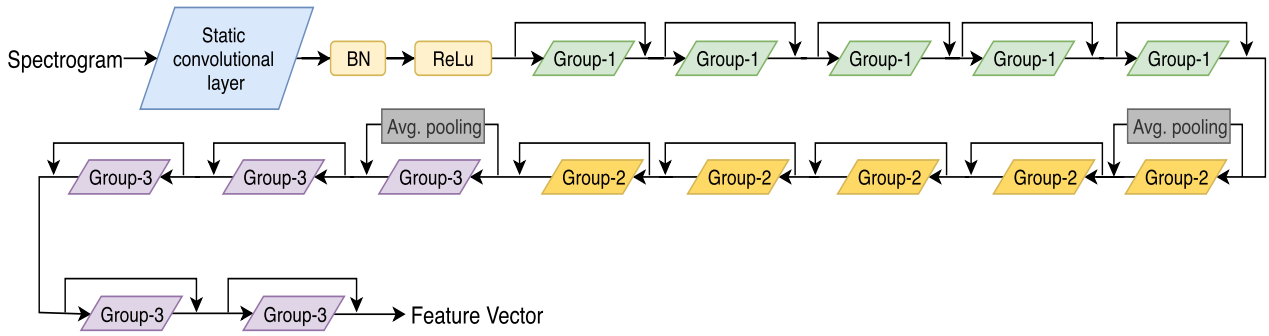 Spectrogram
Static
convolutional
layer
BN
ReLu
Group-1
Group-1
Group-1
Group-1
Group-1
Avg. pooling
Avg. pooling
Group-3
Group-3
Group-3
Group-2
Group-2
Group-2
Group-2
Group-2
Group-3
Group-3
Feature Vector